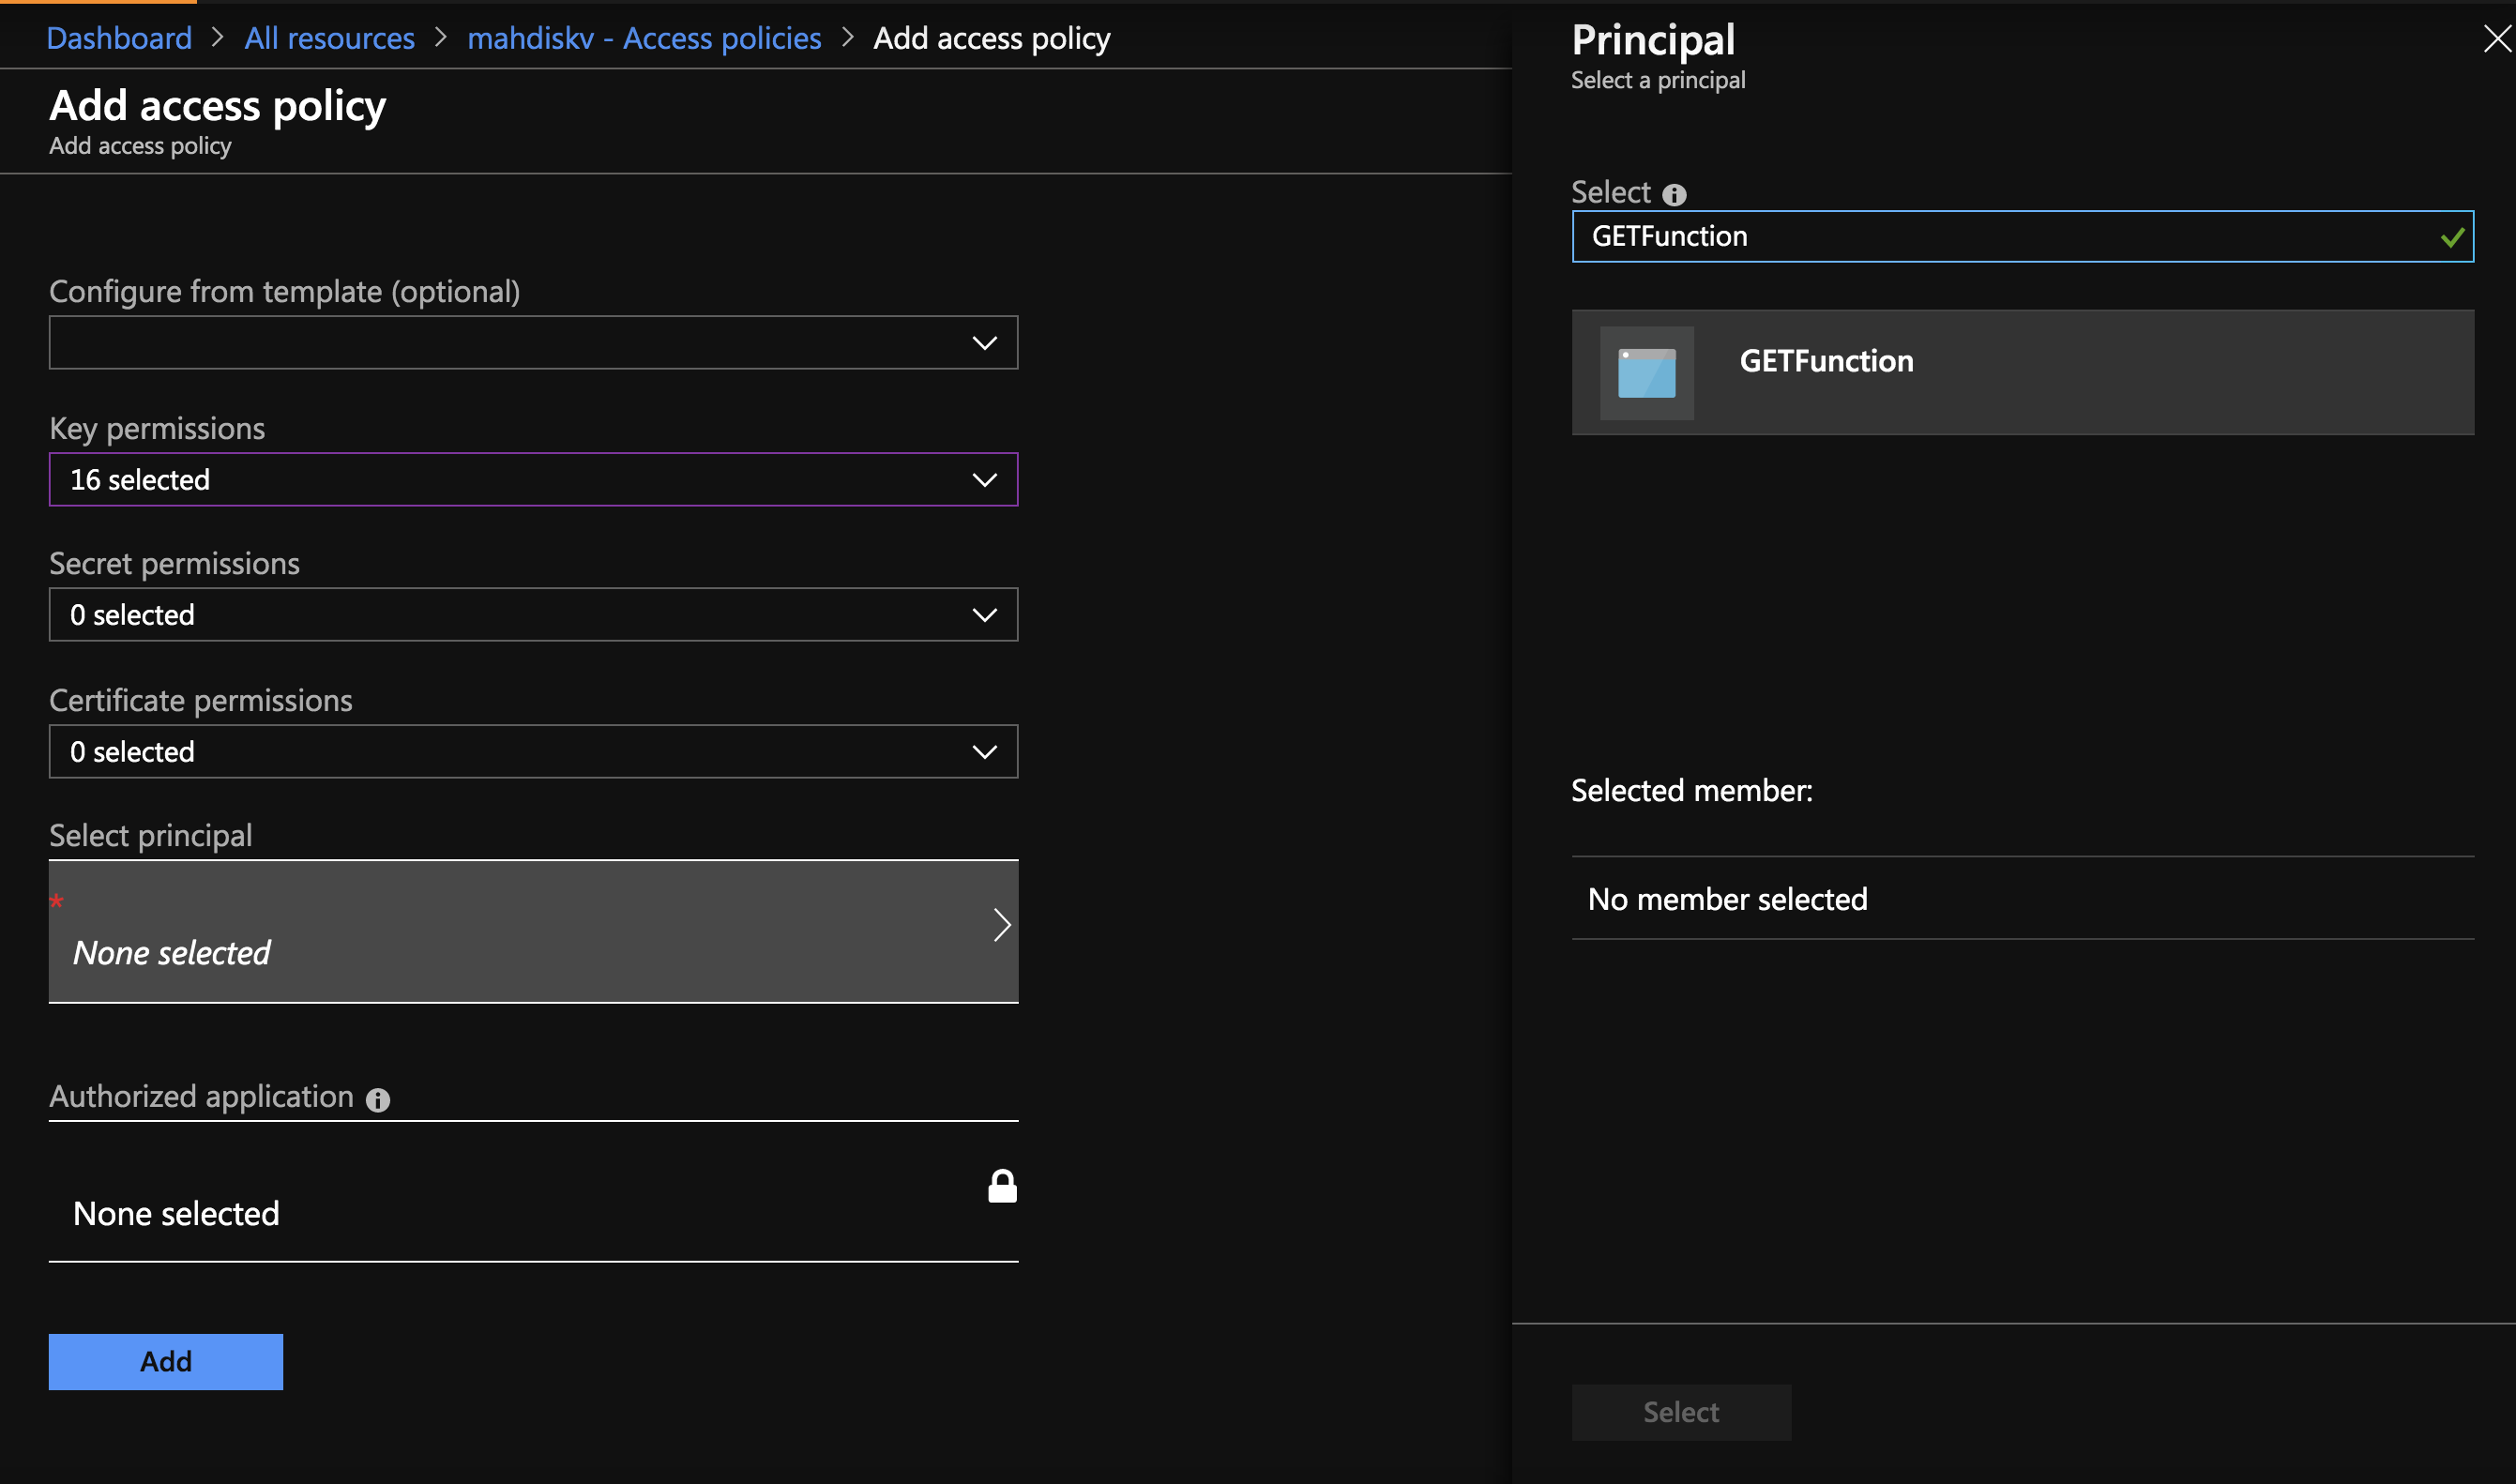 Dashboard > All resources > mahdiskv - Access policies > Add access policy
Add access policy
Add access policy
Configure from template (optional)
Key permissions
16 selected
Secret permissions
0 selected
Certificate permissions
0 selected
Select principal
*
None selected
Authorized application
None selected
Add
Principal
Select a principal
Select
GETFunction
GETFunction
Selected member:
No member selected
Select